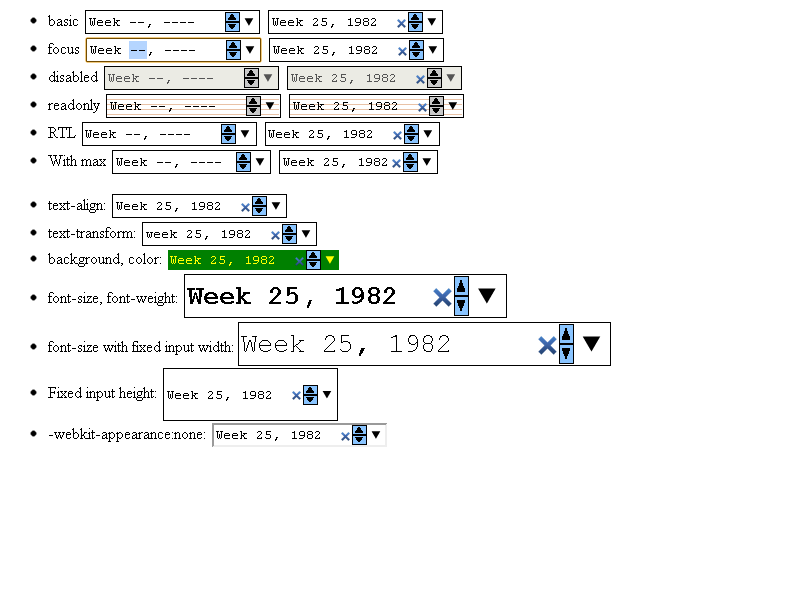 basic Week --, ---- Week 25, 1982
focus Week --, ---- Week 25, 1982
disabled Week --, ---- Week 25, 1982
readonly Week --, ---- Week 25, 1982
RTL Week --, ---- Week 25, 1982
With max Week --, ---- Week 25, 1982
text-align: Week 25, 1982
text-transform: Week 25, 1982
background, color: Week 25, 1982
font-size, font-weight: Week 25, 1982
font-size with fixed input width: Week 25, 1982
Fixed input height: Week 25, 1982
-webkit-appearance:none: Week 25, 1982